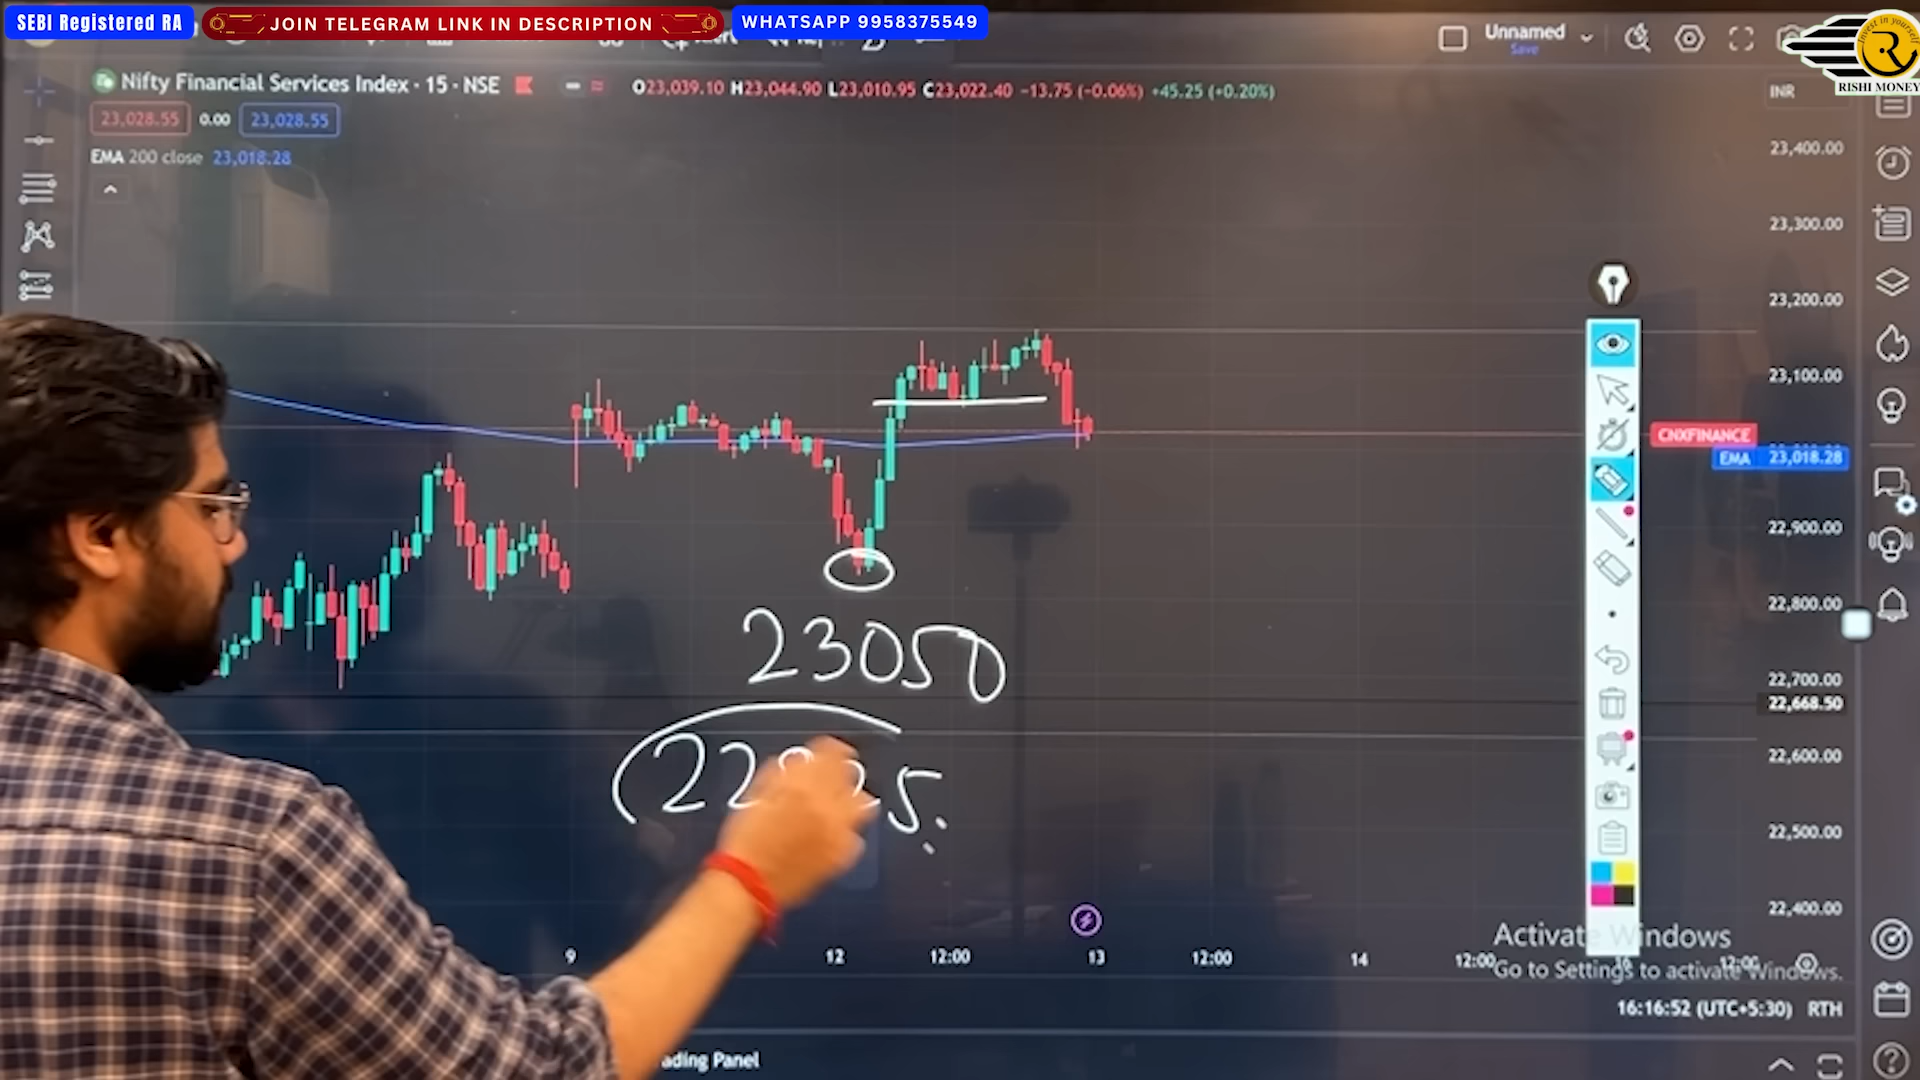 SEBI Registered RA
JOIN TELEGRAM LINK IN DESCRIPTION
WHATSAPP 9958375549
Unnamed
Save
RISHI MONEY
Nifty Financial Services Index · 15 · NSE
O23,039.10 H23,044.90 L23,010.95 C23,022.40 −13.75 (−0.06%) +45.25 (+0.20%)
INR
23,028.55 0.00 23,028.55
EMA 200 close 23,018.28
23,400.00
23,300.00
23,200.00
23,100.00
CNXFINANCE
EMA 23,018.28
22,900.00
22,800.00
23050
22,700.00
22,668.50
22,600.00
22,500.00
22,400.00
Activate Windows
Go to Settings to activate Windows.
9 12 12:00 13 12:00 14 12:00 12:00
16:16:52 (UTC+5:30) RTH
Panel